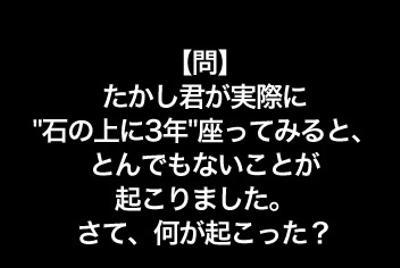 【問】
たかし君が実際に
"石の上に3年"座ってみると、
とんでもないことが
起こりました。
さて、何が起こった？